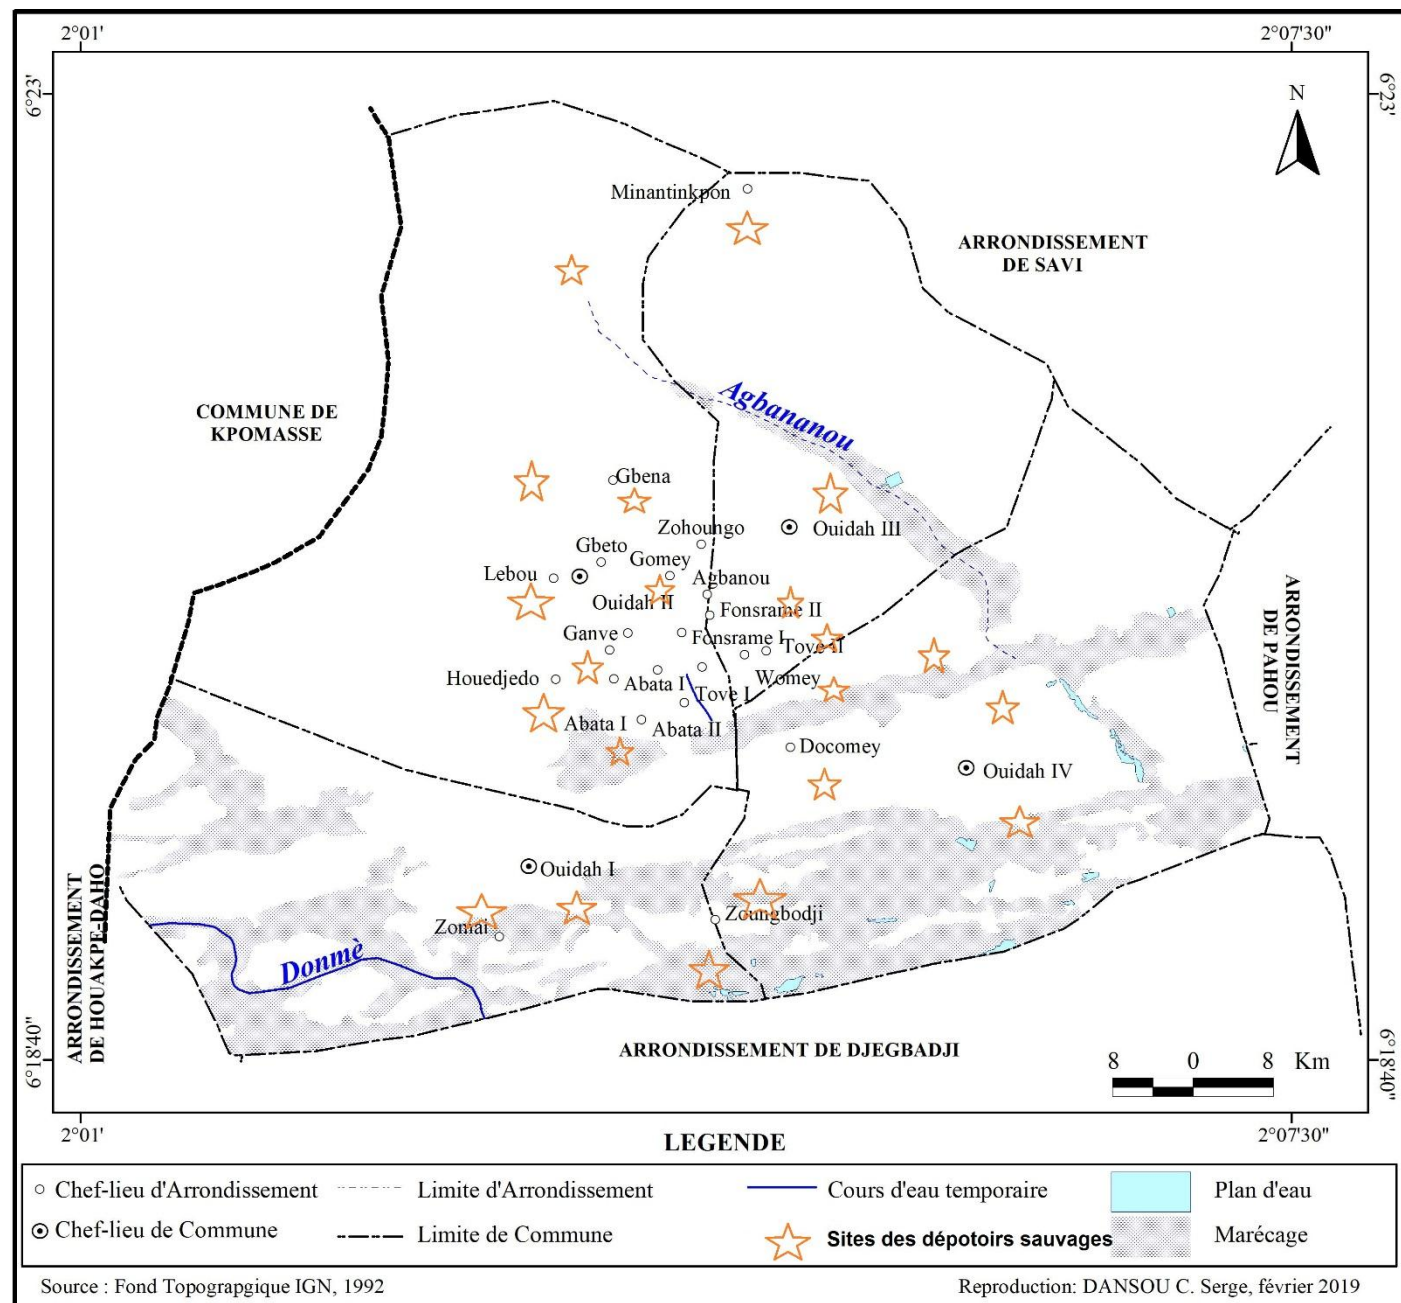 2°01'
2°07'30"
6°23'
6°23'
N
Minantinkpon
ARRONDISSEMENT
DE SAVI
COMMUNE DE
KPOMASSE
Agbananou
Gbena
Zohoungo
Ouidah III
Gbeto
Gomey
Lebou
Agbanou
Ouidah II
Fonsrame II
Ganve
Fonsrame I
Tove II
Houedjedo
Abata I
Womey
Tove I
Abata I
Abata II
Docomey
Ouidah IV
ARRONDISSEMENT
DE PAHOU
Ouidah I
Zomai
Zoungbodji
Donmè
ARRONDISSEMENT
DE HOUAKPE-DAHO
ARRONDISSEMENT DE DJEGBADJI
8 0 8 Km
6°18'40"
6°18'40"
2°01'
2°07'30"
LEGENDE
Chef-lieu d'Arrondissement
Limite d'Arrondissement
Cours d'eau temporaire
Plan d'eau
Chef-lieu de Commune
Limite de Commune
Sites des dépotoirs sauvages
Marécage
Source : Fond Topograpgique IGN, 1992
Reproduction: DANSOU C. Serge, février 2019